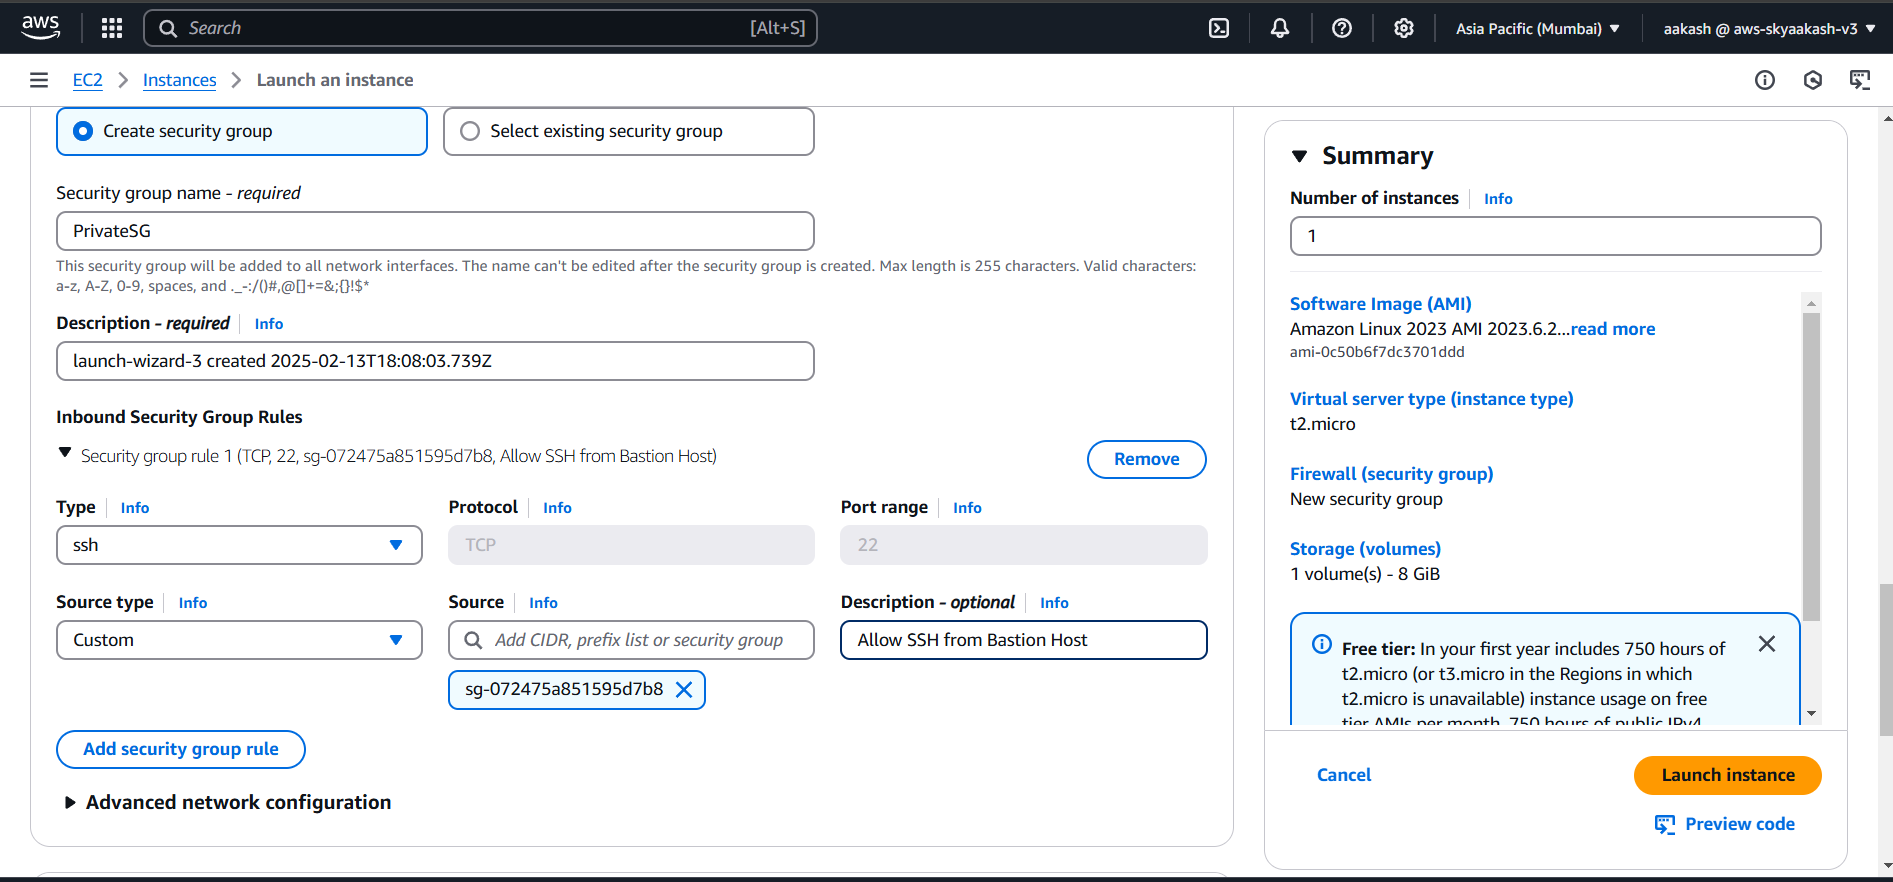 aws
Search
[Alt+S]
Asia Pacific (Mumbai)
aakash @ aws-skyaakash-v3
EC2
Instances
Launch an instance
Create security group
Select existing security group
Security group name - required
PrivateSG
This security group will be added to all network interfaces. The name can't be edited after the security group is created. Max length is 255 characters. Valid characters:
a-z, A-Z, 0-9, spaces, and ._-:/()#,@[]+=&;{}!$*
Description - required
Info
launch-wizard-3 created 2025-02-13T18:08:03.739Z
Inbound Security Group Rules
Security group rule 1 (TCP, 22, sg-072475a851595d7b8, Allow SSH from Bastion Host)
Remove
Type
Info
Protocol
Info
Port range
Info
ssh
TCP
22
Source type
Info
Source
Info
Description - optional
Info
Custom
Add CIDR, prefix list or security group
Allow SSH from Bastion Host
sg-072475a851595d7b8
Add security group rule
Advanced network configuration
Summary
Number of instances
Info
1
Software Image (AMI)
Amazon Linux 2023 AMI 2023.6.2...read more
ami-0c50b6f7dc3701ddd
Virtual server type (instance type)
t2.micro
Firewall (security group)
New security group
Storage (volumes)
1 volume(s) - 8 GiB
Free tier: In your first year includes 750 hours of
t2.micro (or t3.micro in the Regions in which
t2.micro is unavailable) instance usage on free
tier AMIs per month, 750 hours of public IPv4
Cancel
Launch instance
Preview code